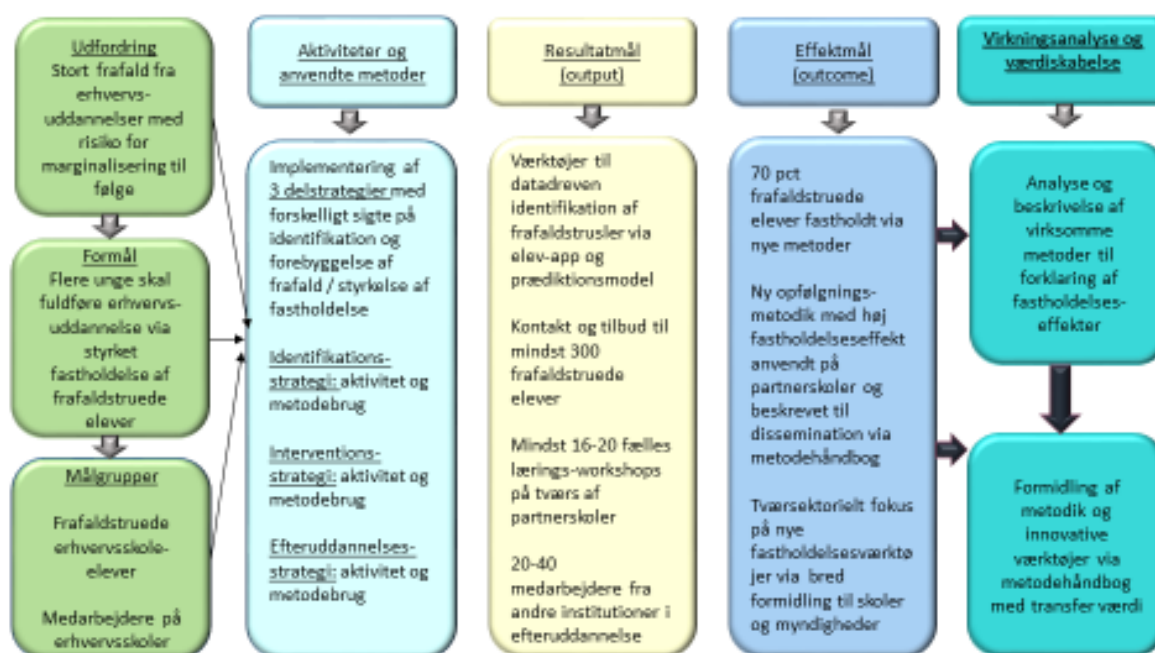 Udfordring
Stort frafald fra
erhvervs-
uddannelser med
risiko for
marginalisering til
følge
Formål
Flere unge skal
fuldføre erhvervs-
uddannelse via
styrket
fastholdelse af
frafaldstruede
elever
Målgrupper
Frafaldstruede
erhvervsskole-
elever
Medarbejdere på
erhvervsskoler
Aktiviteter og
anvendte metoder
Implementering af
3 delstrategier med
forskelligt sigte på
identifikation og
forebyggelse af
frafald / styrkelse af
fastholdelse
Identifikations-
strategi: aktivitet og
metodebrug
Interventions-
strategi: aktivitet og
metodebrug
Efteruddannelses-
strategi: aktivitet og
metodebrug
Resultatmål
(output)
Værktøjer til
datadreven
identifikation af
frafaldstrusler via
elev-app og
prædiktionsmodel
Kontakt og tilbud til
mindst 300
frafaldstruede
elever
Mindst 16-20 fælles
lærings-workshops
på tværs af
partnerskoler
20-40
medarbejdere fra
andre institutioner i
efteruddannelse
Effektmål
(outcome)
70 pct
frafaldstruede
elever fastholdt via
nye metoder
Ny opfølgnings-
metodik med høj
fastholdelseseffekt
anvendt på
partnerskoler og
beskrevet til
dissemination via
metodehåndbog
Tværsektorielt fokus
på nye
fastholdelsesværktø
jer via bred
formidling til skoler
og myndigheder
Virkningsanalyse og
værdiskabelse
Analyse og
beskrivelse af
virksomme
metoder til
forklaring af
fastholdelses-
effekter
Formidling af
metodik og
innovative
værktøjer via
metodehåndbog
med transfer værdi